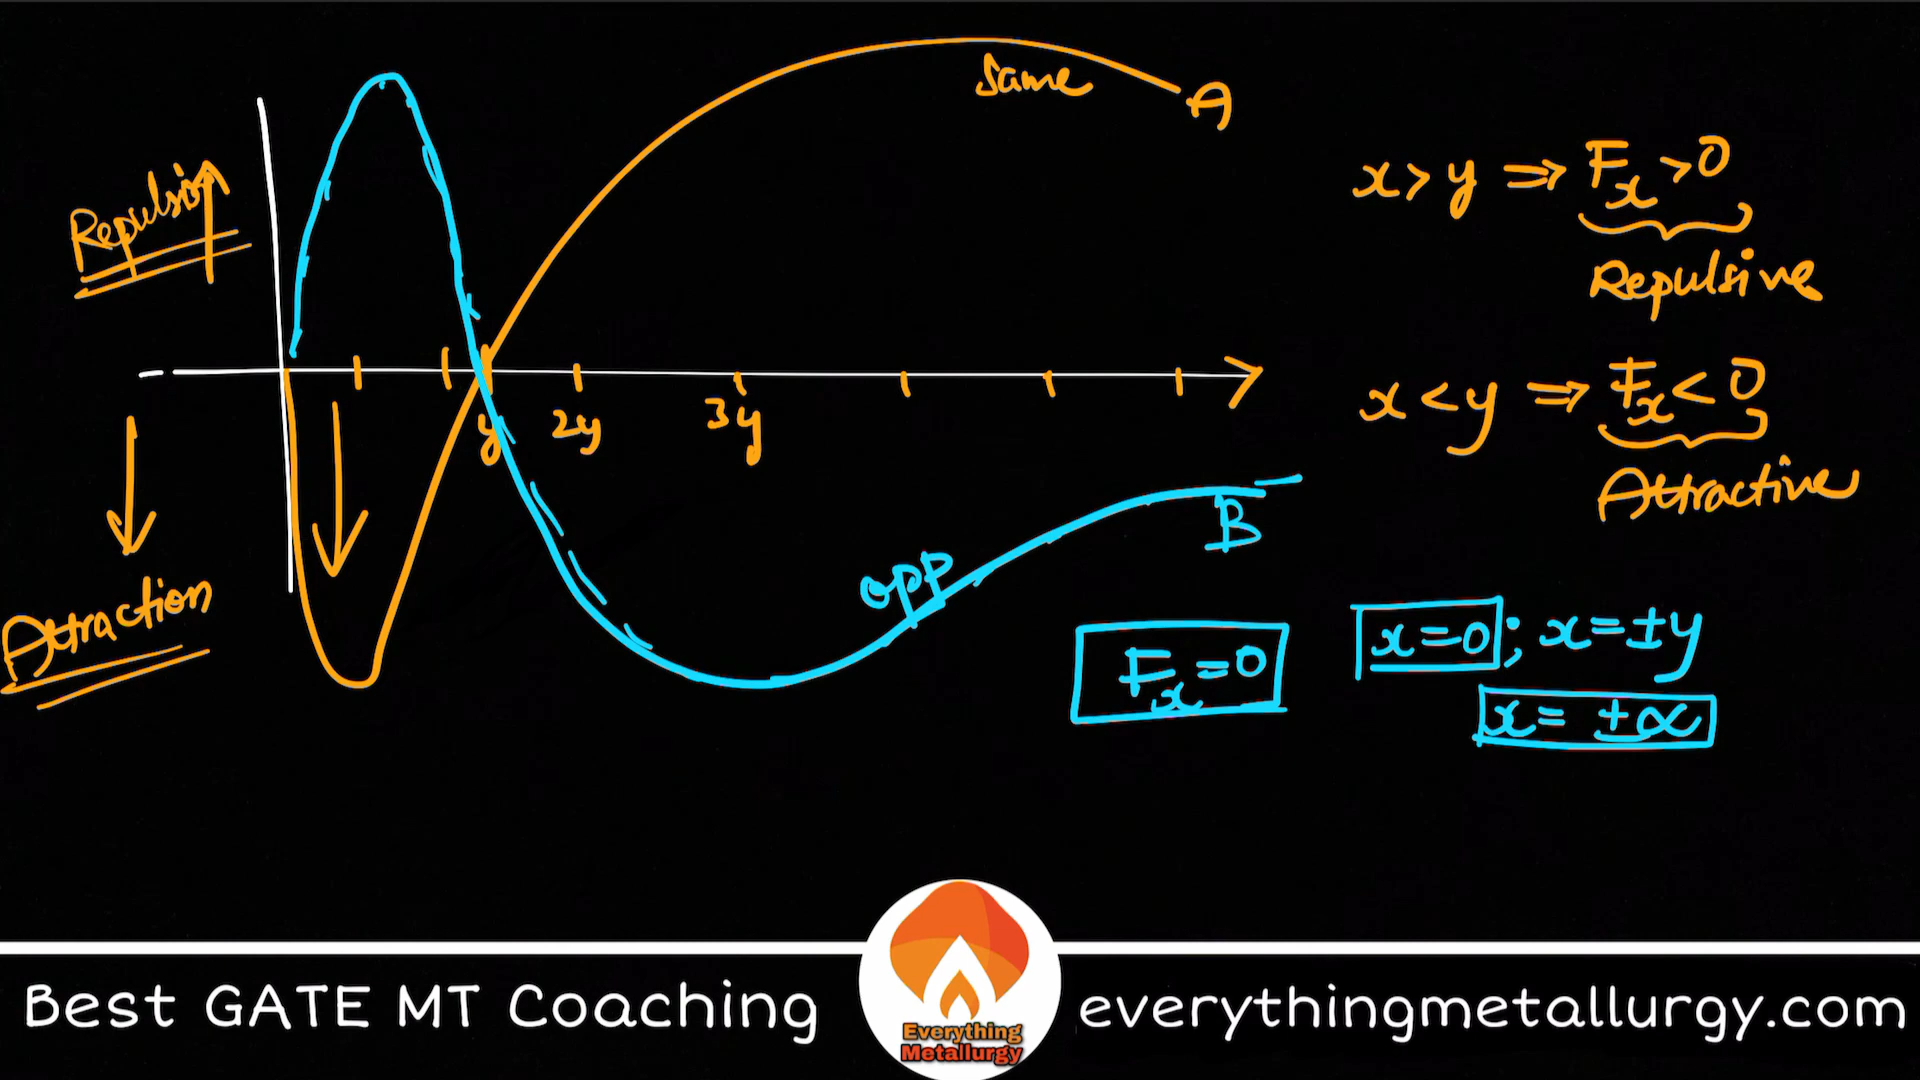 Same
A
Repulsion
x > y ⇒ Fx > 0
Repulsive
y
2y
3y
x < y ⇒ Fx < 0
Attractive
Attraction
opp
B
Fx = 0
x = 0 ; x = ± y
x = ± ∝
Best GATE MT Coaching
Everything
Metallurgy
everythingmetallurgy.com